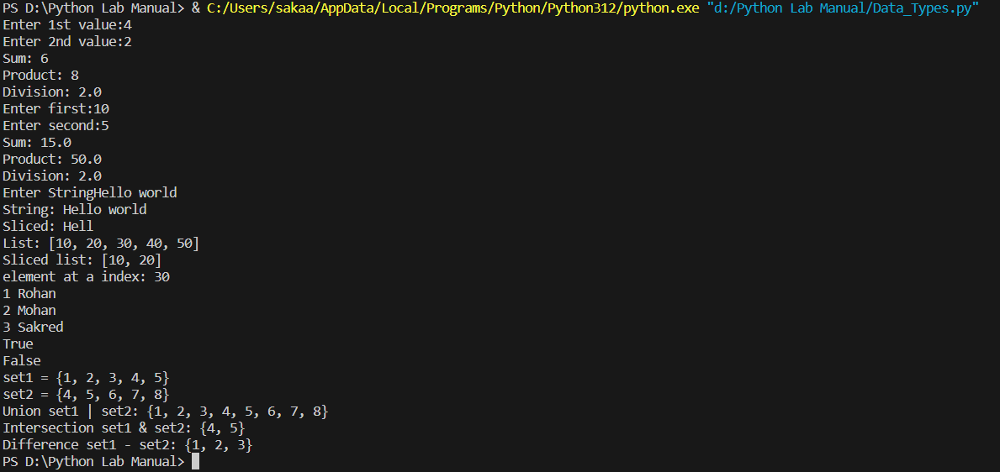 PS D:\Python Lab Manual> & C:/Users/sakaa/AppData/Local/Programs/Python/Python312/python.exe "d:/Python Lab Manual/Data_Types.py"
Enter 1st value:4
Enter 2nd value:2
Sum: 6
Product: 8
Division: 2.0
Enter first:10
Enter second:5
Sum: 15.0
Product: 50.0
Division: 2.0
Enter StringHello world
String: Hello world
Sliced: Hell
List: [10, 20, 30, 40, 50]
Sliced list: [10, 20]
element at a index: 30
1 Rohan
2 Mohan
3 Sakred
True
False
set1 = {1, 2, 3, 4, 5}
set2 = {4, 5, 6, 7, 8}
Union set1 | set2: {1, 2, 3, 4, 5, 6, 7, 8}
Intersection set1 & set2: {4, 5}
Difference set1 - set2: {1, 2, 3}
PS D:\Python Lab Manual>